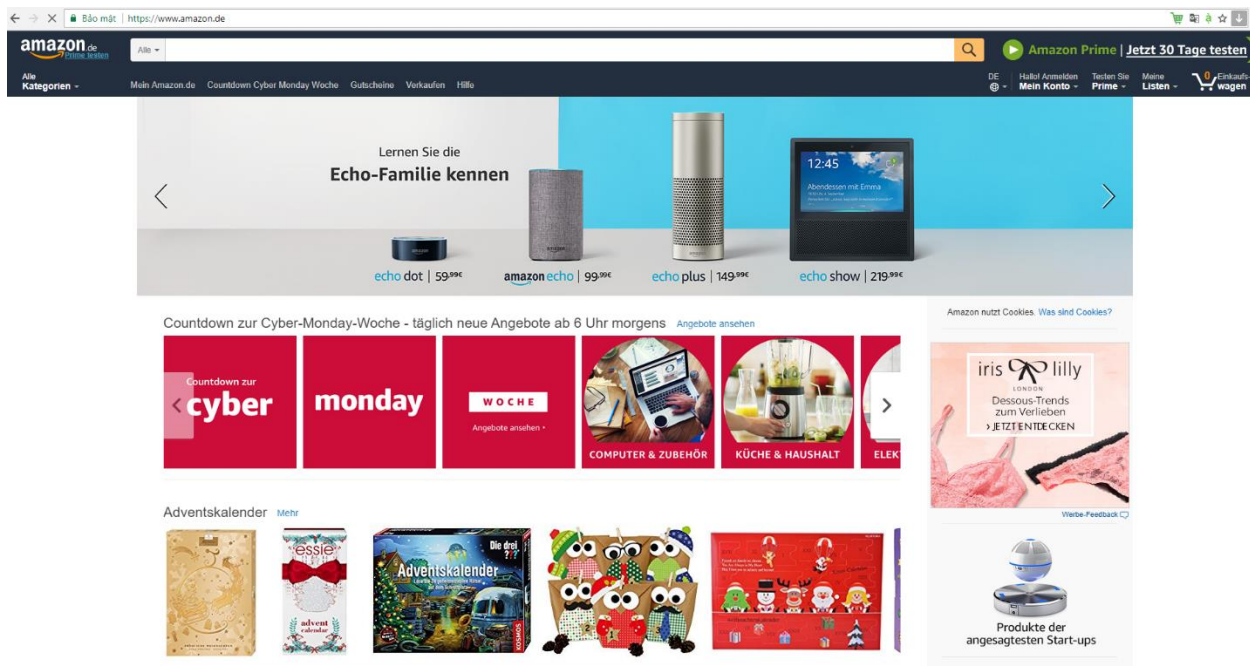 Bảo mật | https://www.amazon.de
amazon.de
Prime testen
Alle
Amazon Prime | Jetzt 30 Tage testen
Alle
Kategorien
Mein Amazon.de Countdown Cyber Monday Woche Gutscheine Verkaufen Hilfe
DE
Hallo! Anmelden
Mein Konto
Testen Sie
Prime
Meine
Listen
0
Einkaufs-
wagen
Lernen Sie die
Echo-Familie kennen
12:45
Abendessen mit Emma
amazon
echo dot | 59,99€
amazon echo | 99,99€
echo plus | 149,99€
echo show | 219,99€
Countdown zur Cyber-Monday-Woche - täglich neue Angebote ab 6 Uhr morgens Angebote ansehen
Countdown zur
cyber
monday
WOCHE
Angebote ansehen
COMPUTER & ZUBEHÖR
KÜCHE & HAUSHALT
ELEK
Amazon nutzt Cookies. Was sind Cookies?
iris lilly
LONDON
Dessous-Trends
zum Verlieben
› JETZT ENTDECKEN
Werbe-Feedback
Adventskalender Mehr
essie
advent
calendar
Die drei
???
Adventskalender
KOSMOS
1
2
Produkte der
angesagtesten Start-ups